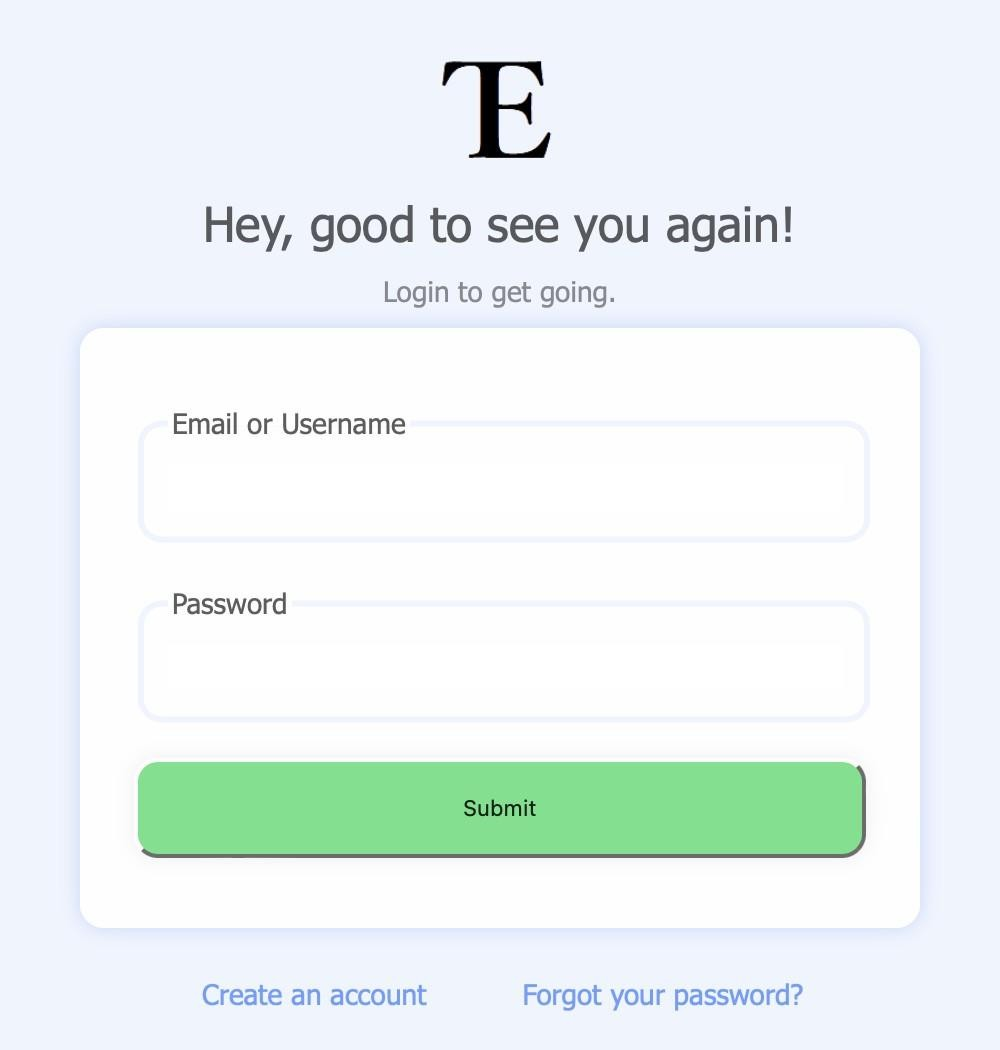 TE
Hey, good to see you again!
Login to get going.
Email or Username
Password
Submit
Create an account
Forgot your password?